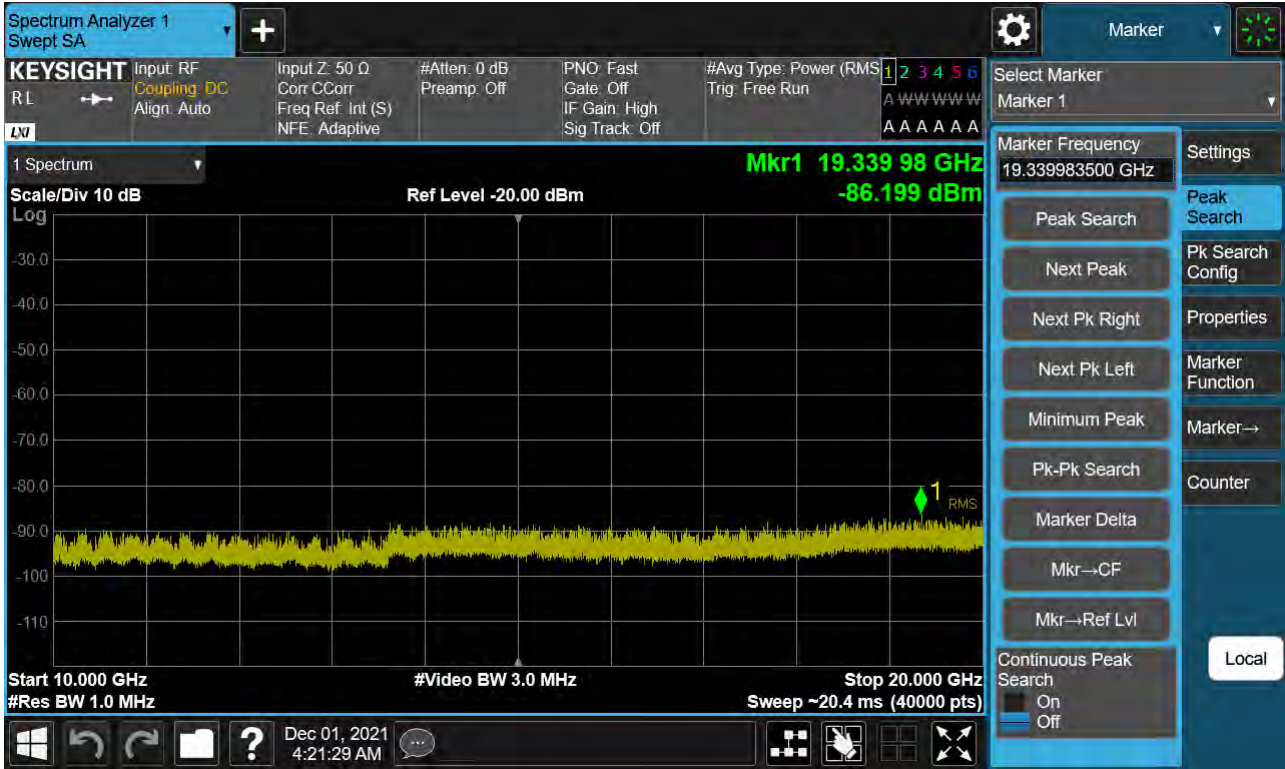 Spectrum Analyzer 1
Swept SA
+
Marker
KEYSIGHT
R L
LXI
Input: RF
Coupling: DC
Align: Auto
Input Z: 50 Ω
Corr CCorr
Freq Ref: Int (S)
NFE: Adaptive
#Atten: 0 dB
Preamp: Off
PNO: Fast
Gate: Off
IF Gain: High
Sig Track: Off
#Avg Type: Power (RMS
Trig: Free Run
1 2 3 4 5 6
A W W W W W
A A A A A A
Select Marker
Marker 1
1 Spectrum
Scale/Div 10 dB
Log
Ref Level -20.00 dBm
Mkr1 19.339 98 GHz
-86.199 dBm
-30.0
-40.0
-50.0
-60.0
-70.0
-80.0
-90.0
-100
-110
1
RMS
Start 10.000 GHz
#Res BW 1.0 MHz
#Video BW 3.0 MHz
Stop 20.000 GHz
Sweep ~20.4 ms (40000 pts)
Marker Frequency
19.339983500 GHz
Peak Search
Next Peak
Next Pk Right
Next Pk Left
Minimum Peak
Pk-Pk Search
Marker Delta
Mkr→CF
Mkr→Ref Lvl
Continuous Peak
Search
On
Off
Settings
Peak
Search
Pk Search
Config
Properties
Marker
Function
Marker→
Counter
Local
?
Dec 01, 2021
4:21:29 AM